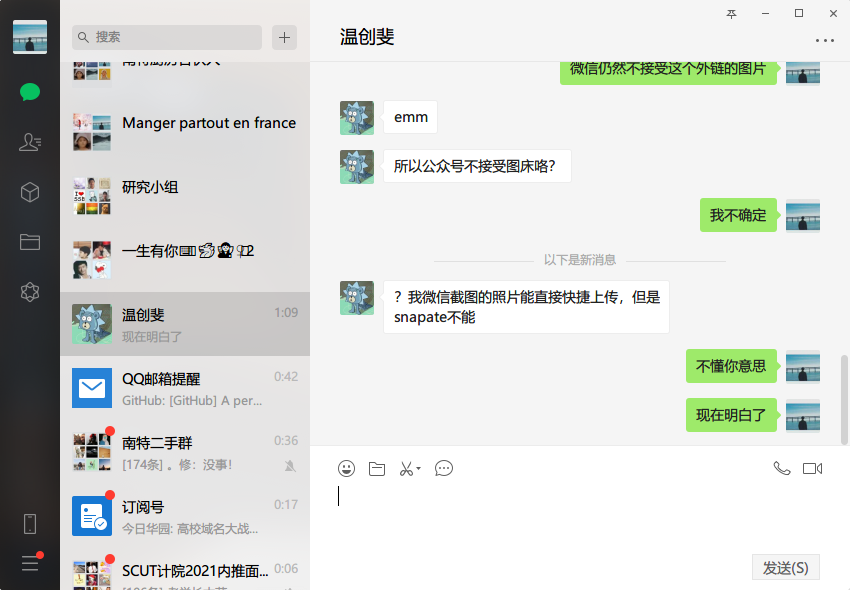 搜索
Manger partout en france
研究小组
一生有你
温创斐
1:09
现在明白了
QQ邮箱提醒
0:42
GitHub: [GitHub] A per...
南特二手群
0:36
[174条] 。修：没事！
订阅号
0:17
今日华园: 高校域名大战...
SCUT计院2021内推面...
0:06
温创斐
微信仍然不接受这个外链的图片
emm
所以公众号不接受图床咯？
我不确定
以下是新消息
？我微信截图的照片能直接快捷上传，但是
snapate不能
不懂你意思
现在明白了
发送(S)